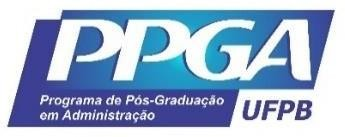 PPGA
Programa de Pós-Graduação
em Administração
UFPB